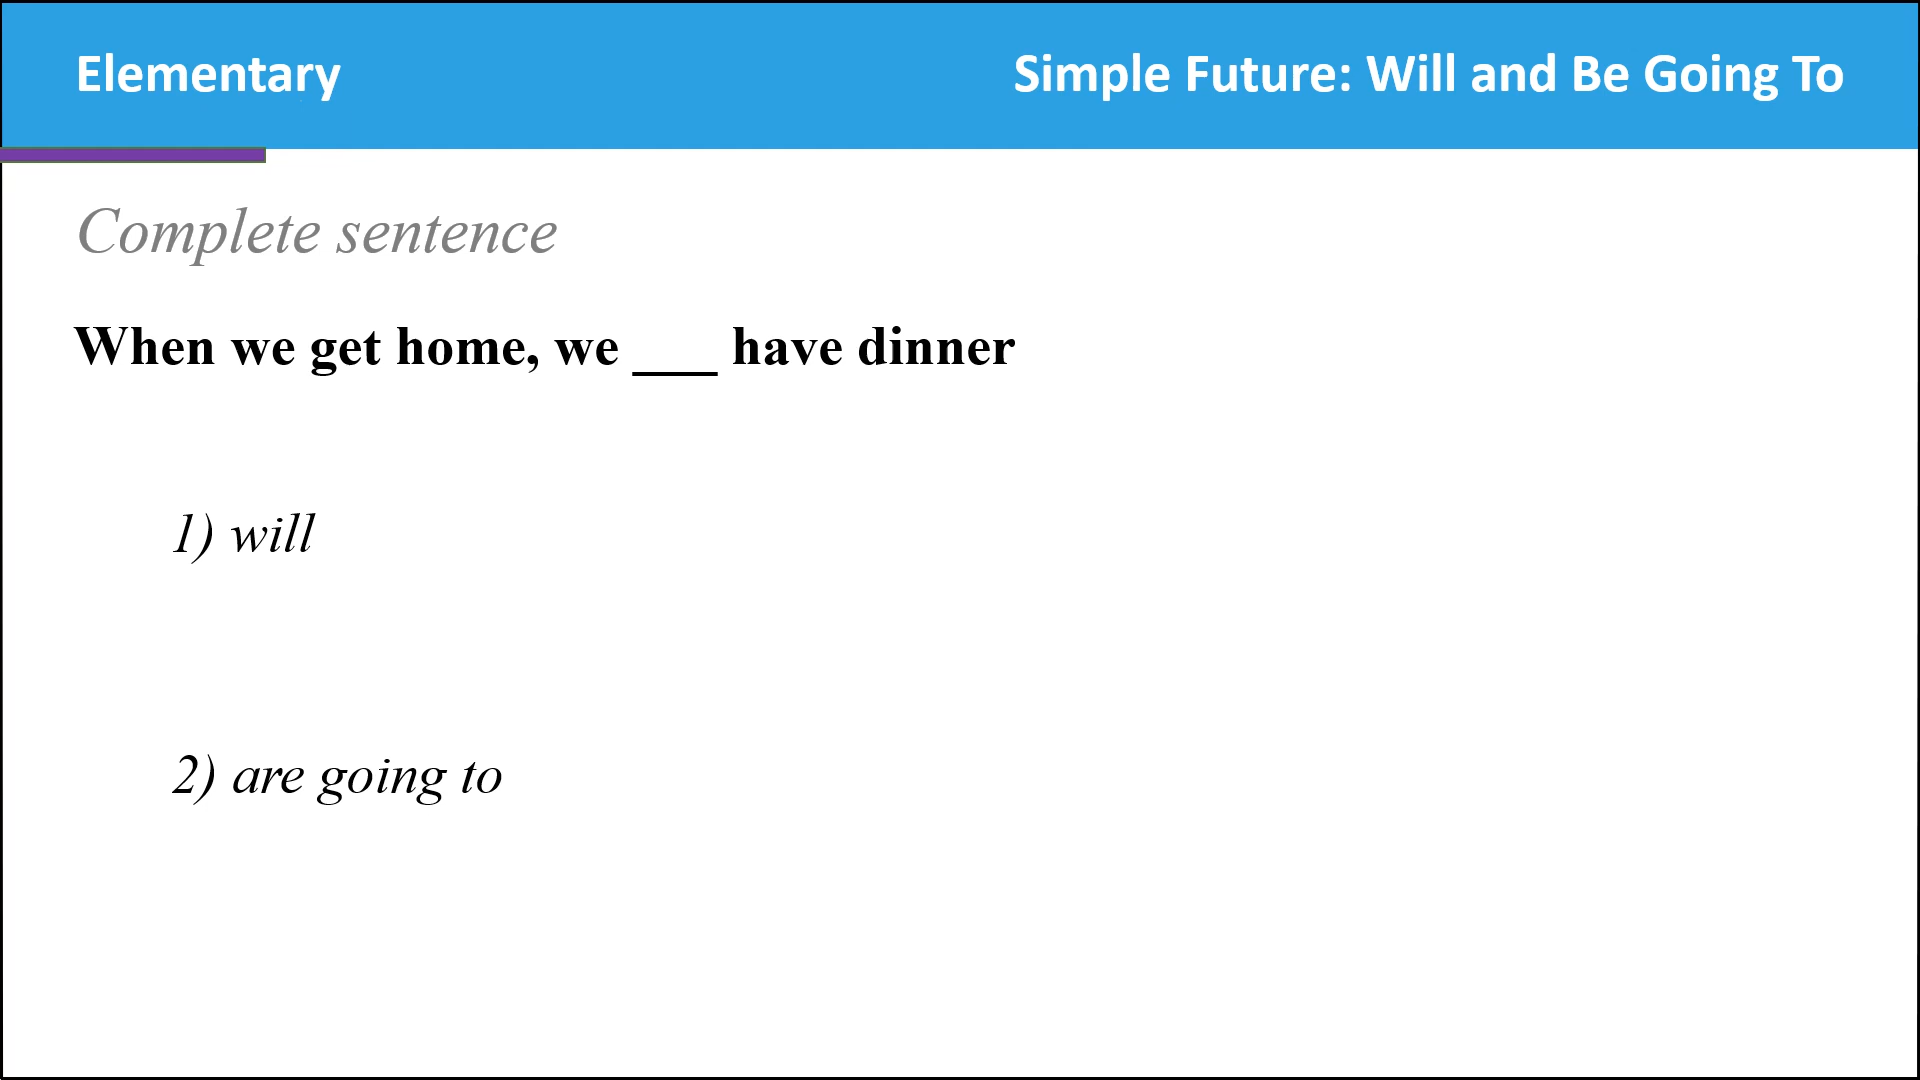 Elementary
Simple Future: Will and Be Going To
Complete sentence
When we get home, we ___ have dinner
1) will
2) are going to